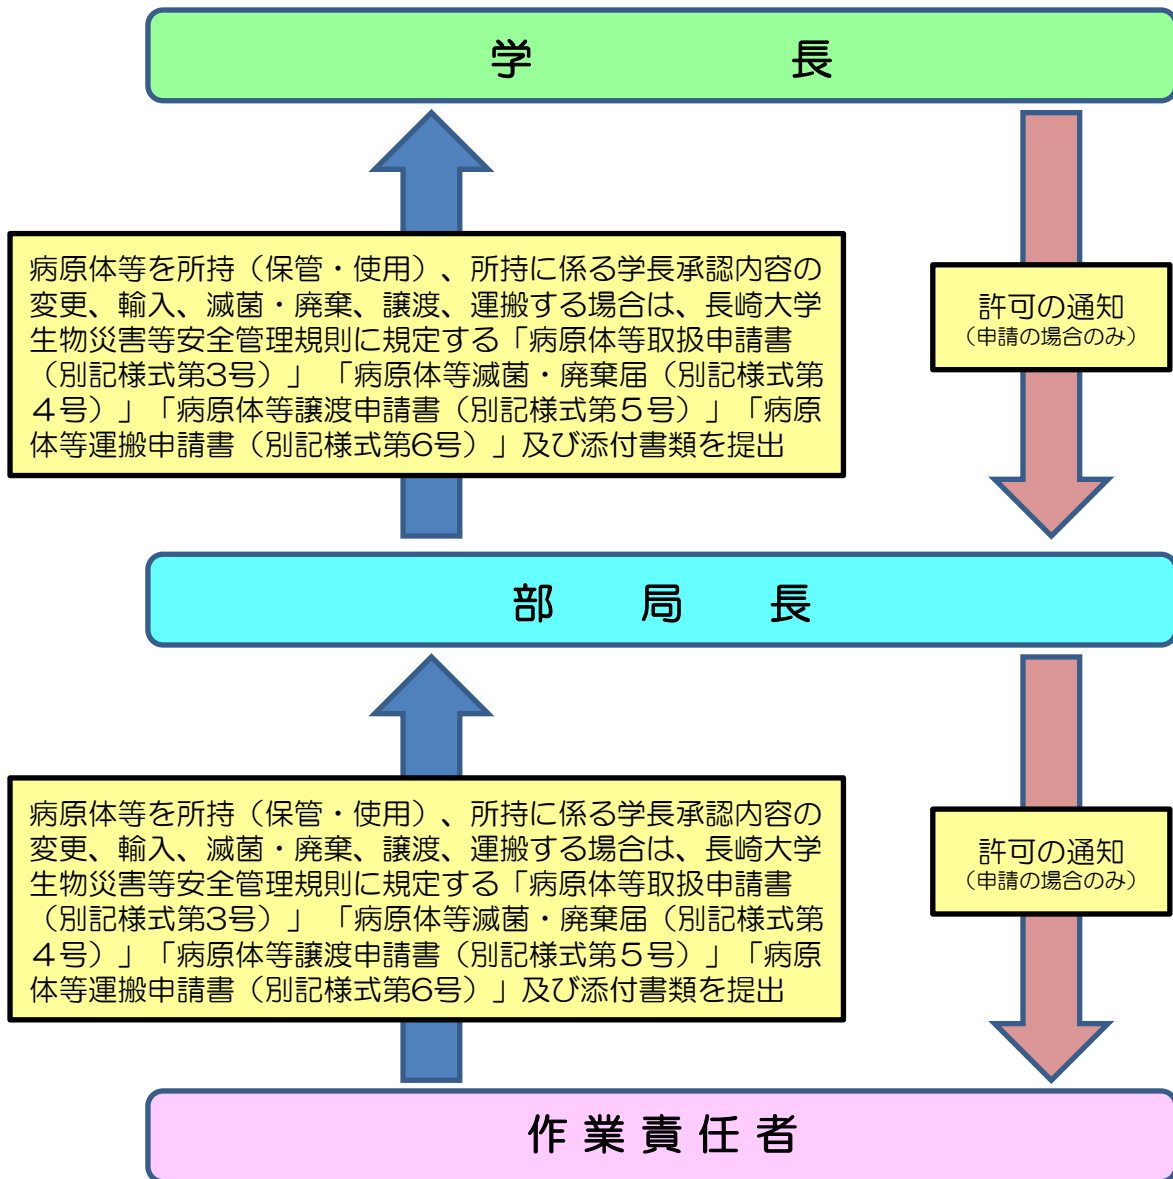 学長
病原体等を所持（保管・使用）、所持に係る学長承認内容の
変更、輸入、滅菌・廃棄、譲渡、運搬する場合は、長崎大学
生物災害等安全管理規則に規定する「病原体等取扱申請書
（別記様式第3号）」 「病原体等滅菌・廃棄届（別記様式第
４号）」「病原体等譲渡申請書（別記様式第５号）」「病原
体等運搬申請書（別記様式第6号）」及び添付書類を提出
許可の通知
（申請の場合のみ）
部局長
病原体等を所持（保管・使用）、所持に係る学長承認内容の
変更、輸入、滅菌・廃棄、譲渡、運搬する場合は、長崎大学
生物災害等安全管理規則に規定する「病原体等取扱申請書
（別記様式第3号）」 「病原体等滅菌・廃棄届（別記様式第
４号）」「病原体等譲渡申請書（別記様式第５号）」「病原
体等運搬申請書（別記様式第6号）」及び添付書類を提出
許可の通知
（申請の場合のみ）
作業責任者